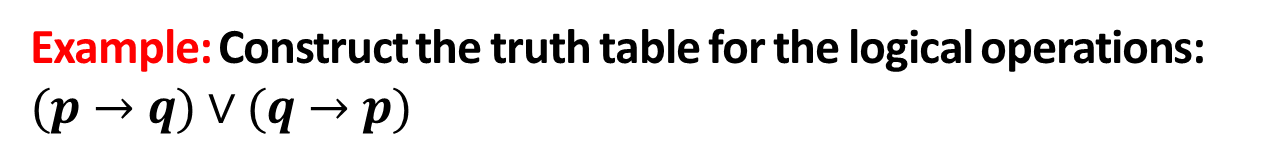 Example: Construct the truth table for the logical operations:
(p → q) ∨ (q → p)